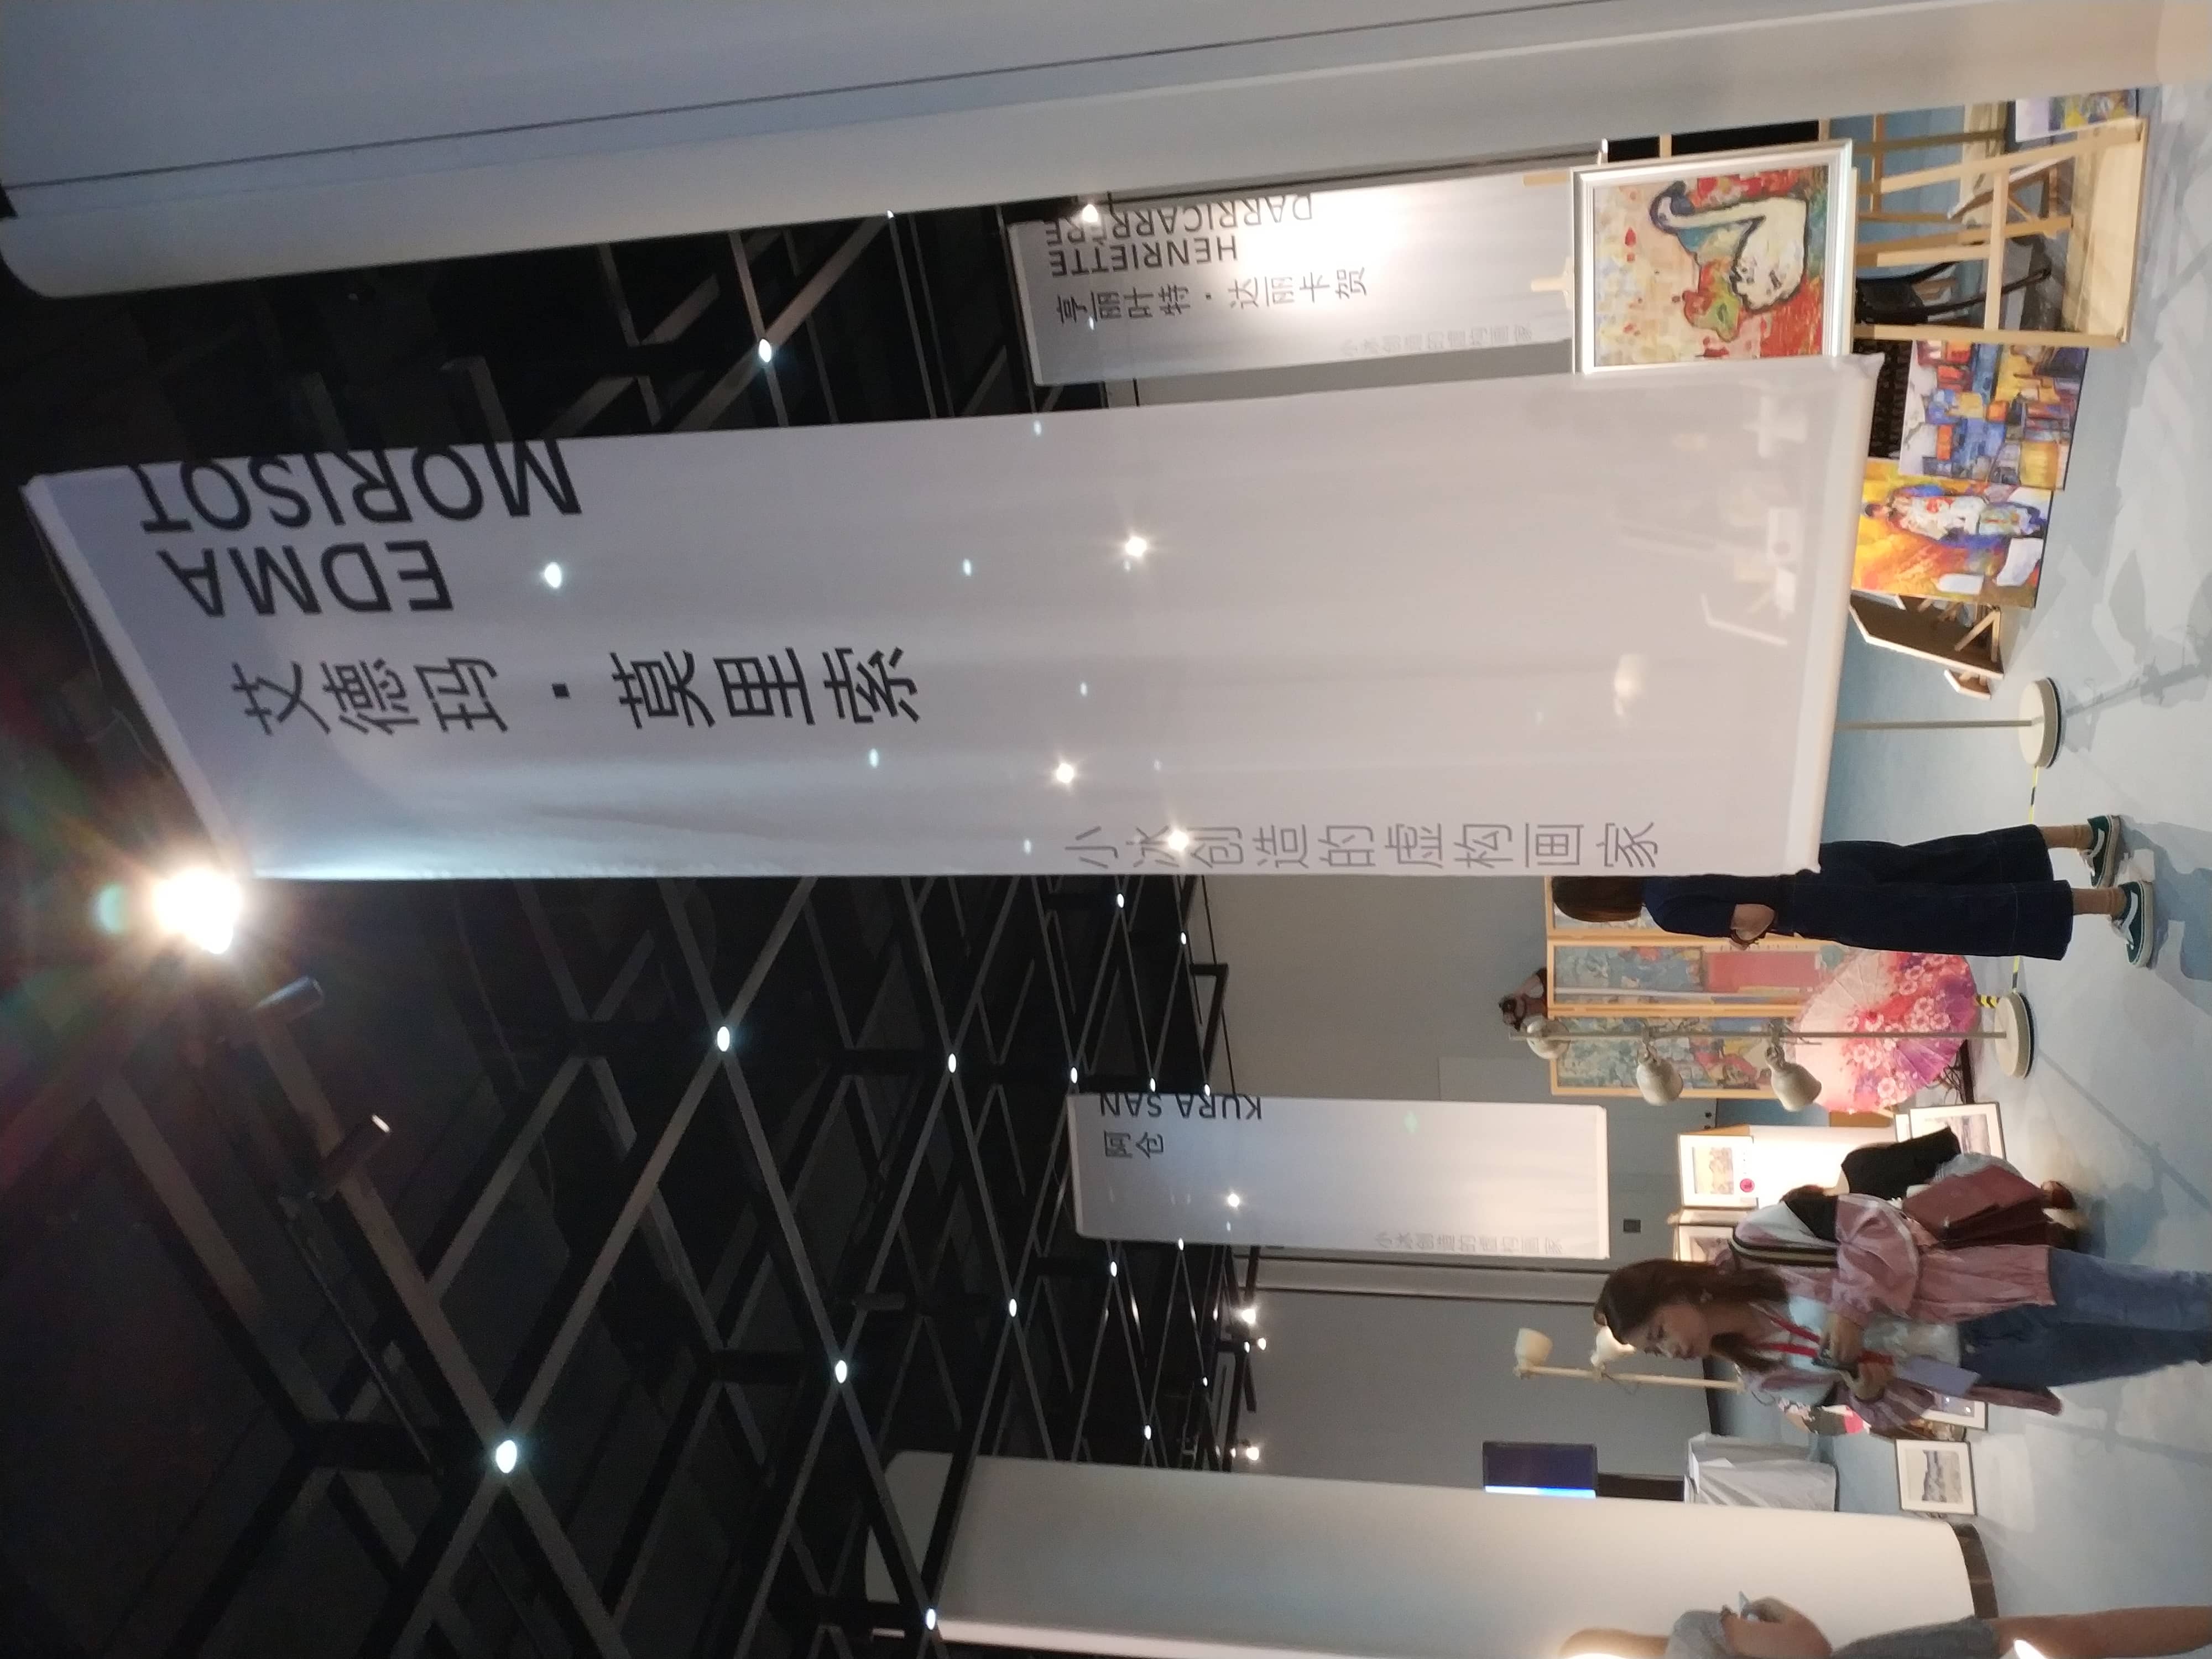 艾德玛·莫里索
EDMA
MORISOT
小冰创造的虚构画家
阿仓
KURA SAN
小冰创造的虚构画家
亨丽叶特·达丽卡贺
HENRIETTE
DARRICARRÈRE
小冰创造的虚构画家